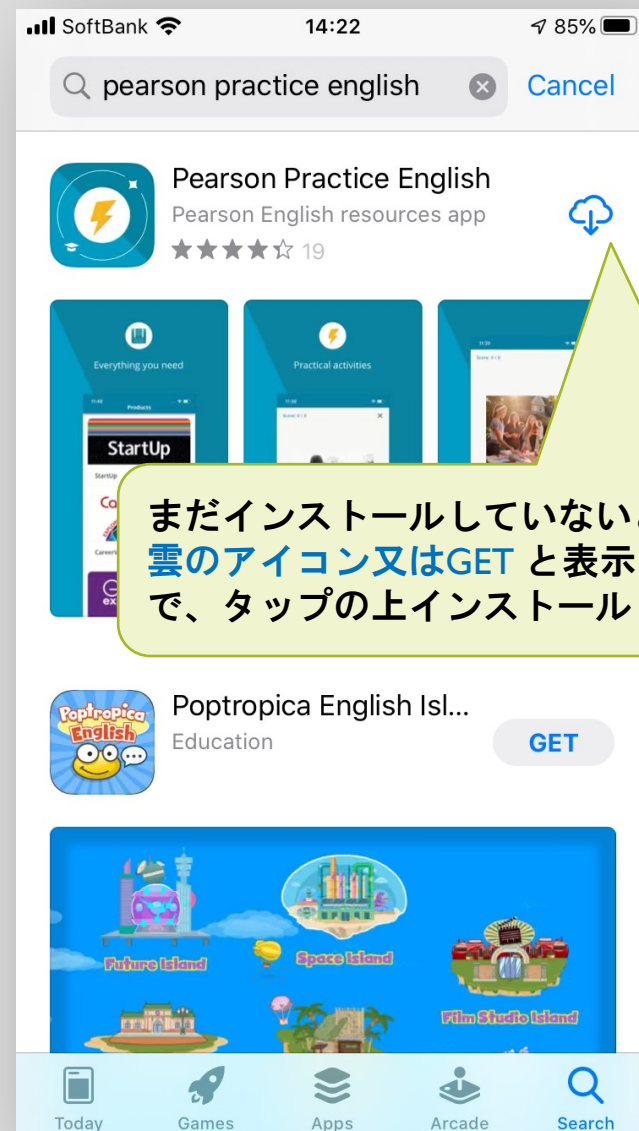 SoftBank 14:22 85%
pearson practice english Cancel
Pearson Practice English
Pearson English resources app
19
Everything you need
Practical activities
Products
StartUp
StartUp
まだインストールしていない
雲のアイコン又はGET と表示
で、タップの上インストール
Poptropica English Isl...
Education
GET
Poptropica
English
Future Island
Space Island
Film Studio Island
Today Games Apps Arcade Search